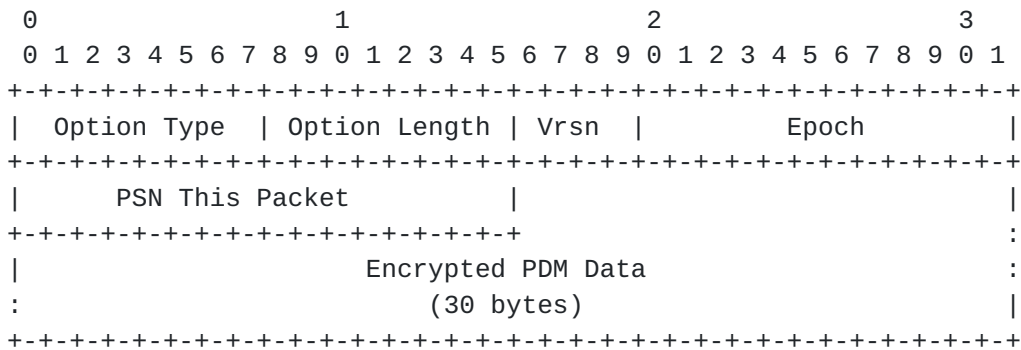 0                   1                   2                   3
 0 1 2 3 4 5 6 7 8 9 0 1 2 3 4 5 6 7 8 9 0 1 2 3 4 5 6 7 8 9 0 1
+-+-+-+-+-+-+-+-+-+-+-+-+-+-+-+-+-+-+-+-+-+-+-+-+-+-+-+-+-+-+-+-+
|  Option Type  | Option Length | Vrsn  |         Epoch         |
+-+-+-+-+-+-+-+-+-+-+-+-+-+-+-+-+-+-+-+-+-+-+-+-+-+-+-+-+-+-+-+-+
|      PSN This Packet          |                               |
+-+-+-+-+-+-+-+-+-+-+-+-+-+-+-+-+                               :
|                      Encrypted PDM Data                       :
:                          (30 bytes)                           |
+-+-+-+-+-+-+-+-+-+-+-+-+-+-+-+-+-+-+-+-+-+-+-+-+-+-+-+-+-+-+-+-+